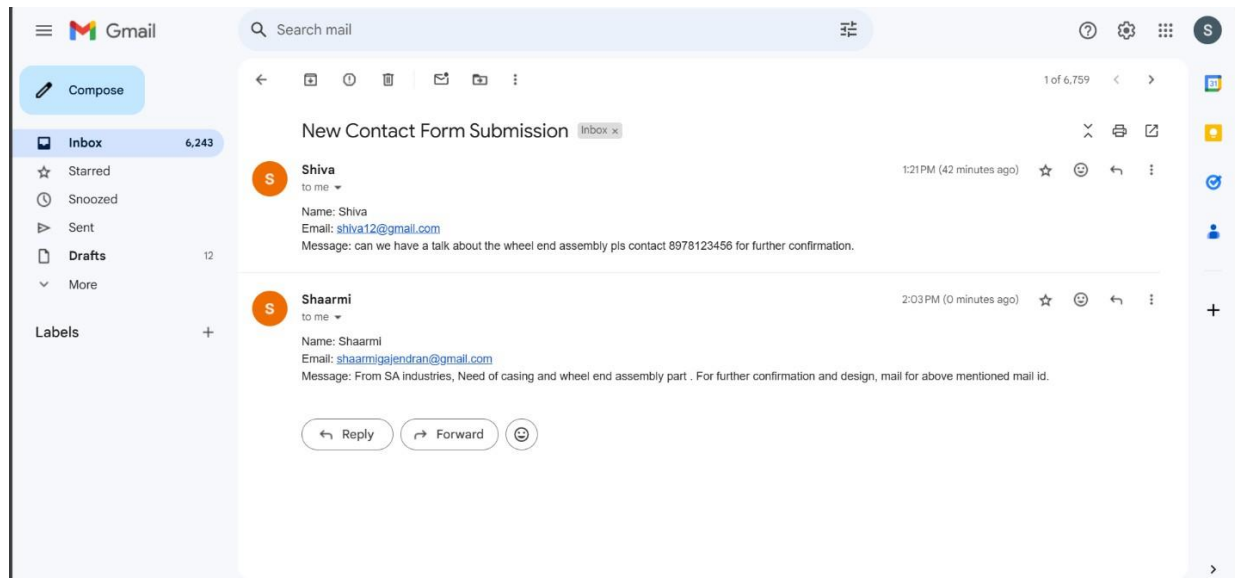 Gmail
Search mail
S
Compose
1 of 6,759
31
New Contact Form Submission Inbox x
Inbox 6,243
Starred
Snoozed
Sent
Drafts 12
More
Labels
S
Shiva 1:21 PM (42 minutes ago)
to me
Name: Shiva
Email: shiva12@gmail.com
Message: can we have a talk about the wheel end assembly pls contact 8978123456 for further confirmation.
S
Shaarmi 2:03 PM (0 minutes ago)
to me
Name: Shaarmi
Email: shaarmigajendran@gmail.com
Message: From SA industries, Need of casing and wheel end assembly part . For further confirmation and design, mail for above mentioned mail id.
Reply
Forward